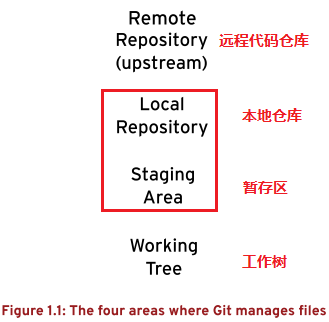 Remote
Repository 远程代码仓库
(upstream)
Local
Repository 本地仓库
Staging
Area 暂存区
Working
Tree 工作树
Figure 1.1: The four areas where Git manages files